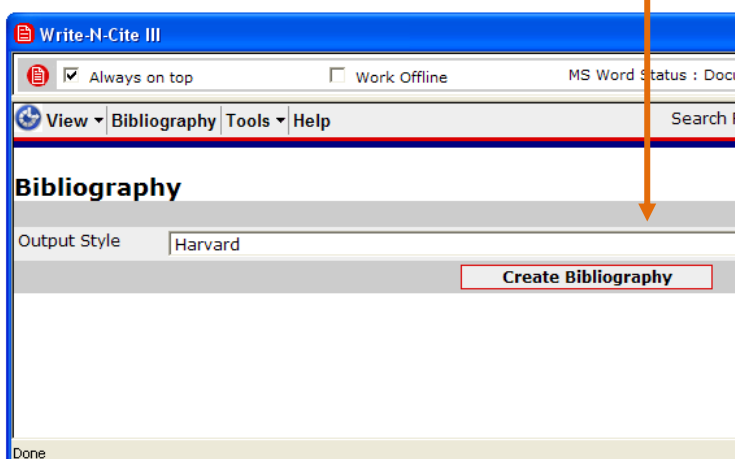 Write-N-Cite III
Always on top Work Offline MS Word Status : Docu
View Bibliography Tools Help Search
Bibliography
Output Style Harvard
Create Bibliography
Done